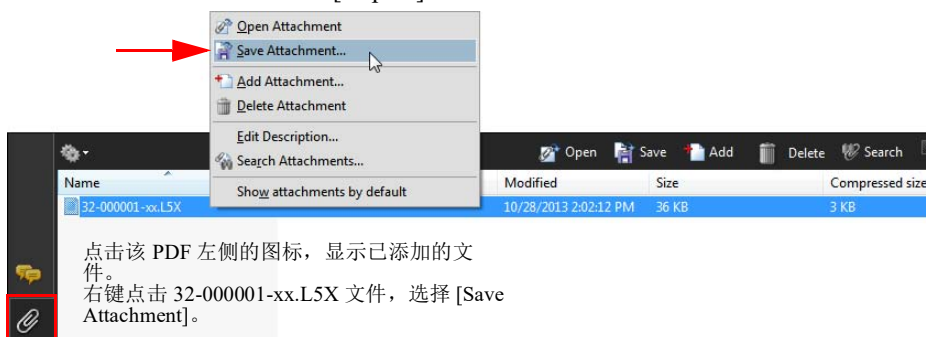 Open Attachment
Save Attachment...
Add Attachment...
Delete Attachment
Edit Description...
Search Attachments...
Show attachments by default
Open Save Add Delete Search
Name Modified Size Compressed size
32-000001-xx.L5X 10/28/2013 2:02:12 PM 36 KB 3 KB
点击该 PDF 左侧的图标，显示已添加的文
件。
右键点击 32-000001-xx.L5X 文件，选择 [Save
Attachment]。